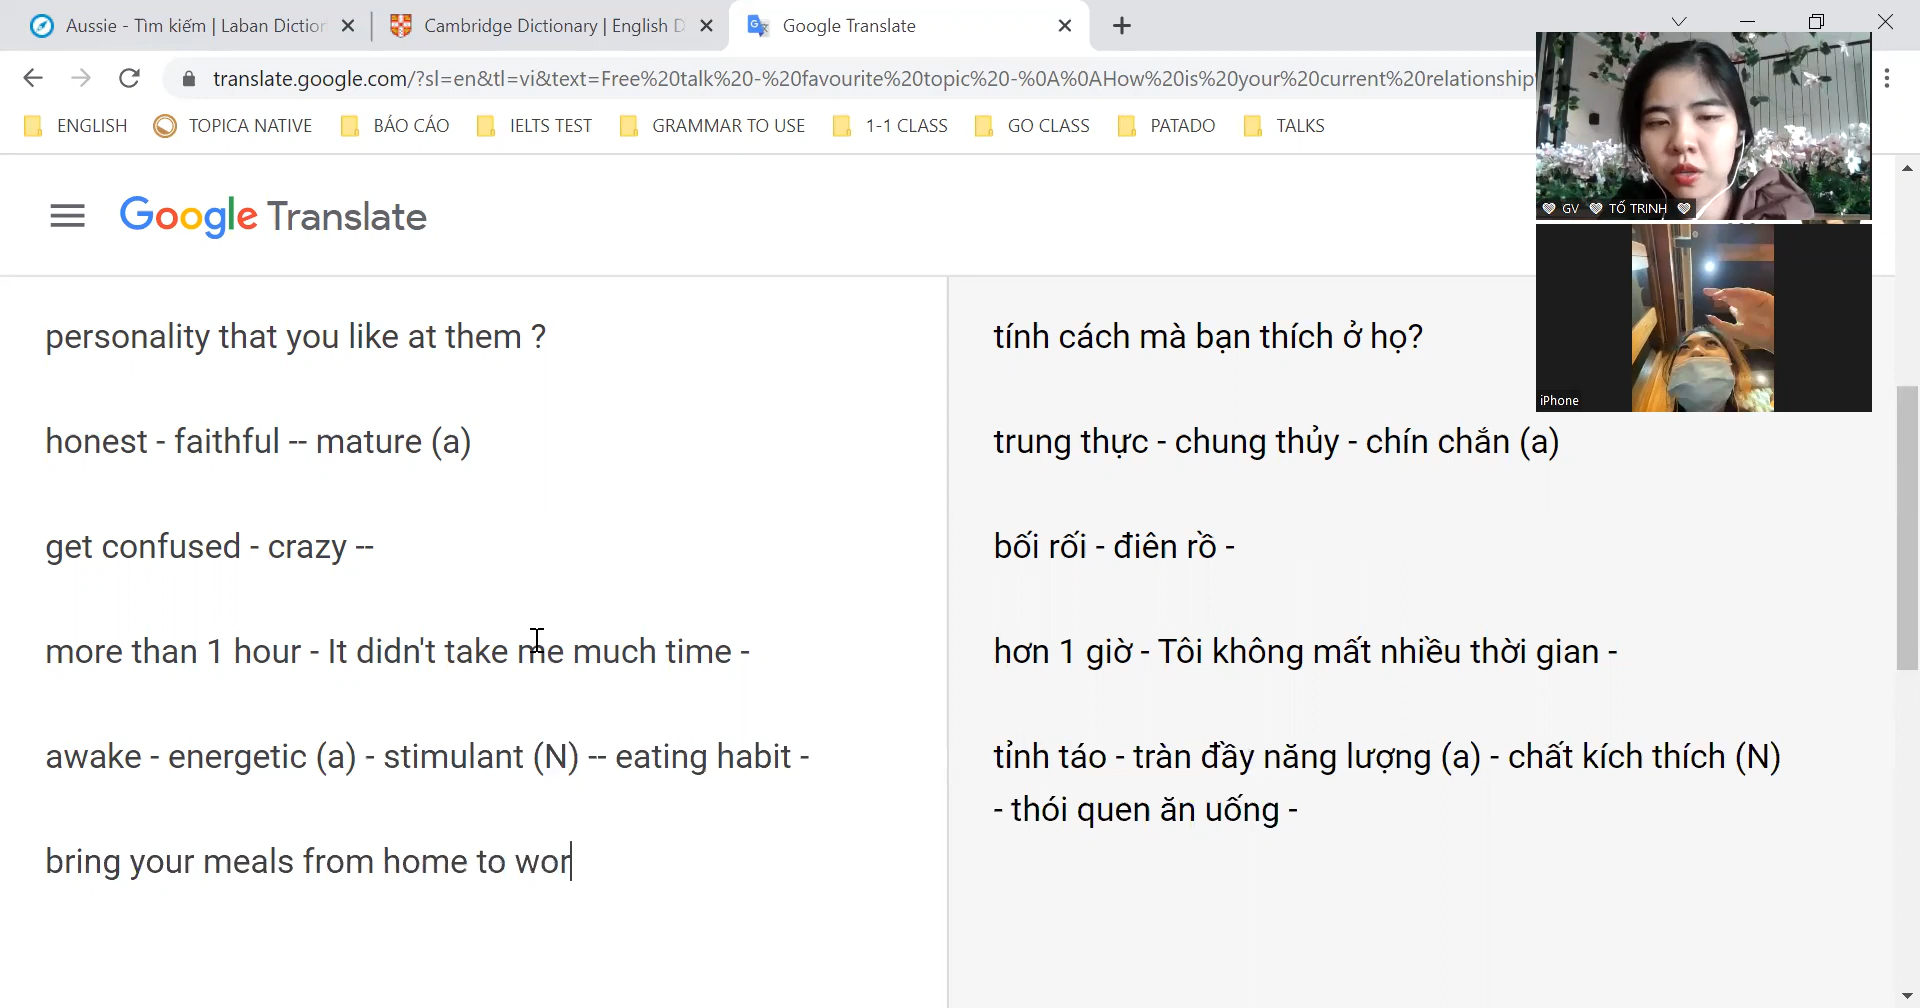 Aussie - Tìm kiếm | Laban Diction
Cambridge Dictionary | English D
Google Translate
translate.google.com/?sl=en&tl=vi&text=Free%20talk%20-%20favourite%20topic%20-%0A%0AHow%20is%20your%20current%20relationship
ENGLISH
TOPICA NATIVE
BÁO CÁO
IELTS TEST
GRAMMAR TO USE
1-1 CLASS
GO CLASS
PATADO
TALKS
Google Translate
GV TỐ TRINH
iPhone
personality that you like at them ?
honest - faithful -- mature (a)
get confused - crazy --
more than 1 hour - It didn't take me much time -
awake - energetic (a) - stimulant (N) -- eating habit -
bring your meals from home to wor
tính cách mà bạn thích ở họ?
trung thực - chung thủy - chín chắn (a)
bối rối - điên rồ -
hơn 1 giờ - Tôi không mất nhiều thời gian -
tỉnh táo - tràn đầy năng lượng (a) - chất kích thích (N)
- thói quen ăn uống -